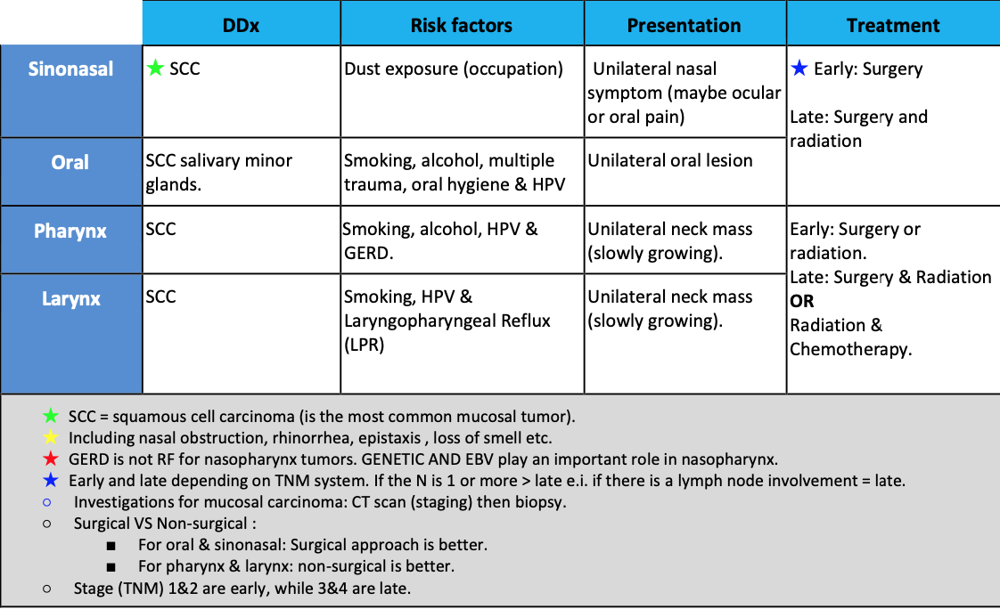 DDx Risk factors Presentation Treatment
Sinonasal
★ SCC
Dust exposure (occupation)
Unilateral nasal
symptom (maybe ocular
or oral pain)
★ Early: Surgery
Late: Surgery and
radiation
Oral
SCC salivary minor
glands.
Smoking, alcohol, multiple
trauma, oral hygiene & HPV
Unilateral oral lesion
Pharynx
SCC
Smoking, alcohol, HPV &
GERD.
Unilateral neck mass
(slowly growing).
Early: Surgery or
radiation.
Late: Surgery & Radiation
OR
Radiation &
Chemotherapy.
Larynx
SCC
Smoking, HPV &
Laryngopharyngeal Reflux
(LPR)
Unilateral neck mass
(slowly growing).
★ SCC = squamous cell carcinoma (is the most common mucosal tumor).
★ Including nasal obstruction, rhinorrhea, epistaxis , loss of smell etc.
★ GERD is not RF for nasopharynx tumors. GENETIC AND EBV play an important role in nasopharynx.
★ Early and late depending on TNM system. If the N is 1 or more > late e.i. if there is a lymph node involvement = late.
○ Investigations for mucosal carcinoma: CT scan (staging) then biopsy.
○ Surgical VS Non-surgical :
■ For oral & sinonasal: Surgical approach is better.
■ For pharynx & larynx: non-surgical is better.
○ Stage (TNM) 1&2 are early, while 3&4 are late.